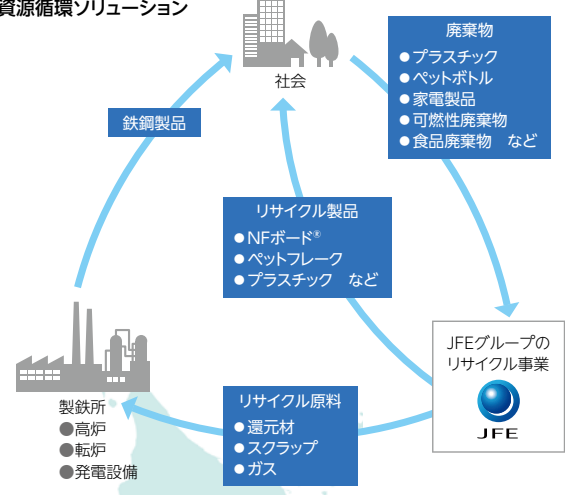 資源循環ソリューション
社会
廃棄物
●プラスチック
●ペットボトル
●家電製品
●可燃性廃棄物
●食品廃棄物　など
鉄鋼製品
リサイクル製品
●NFボード®
●ペットフレーク
●プラスチック　など
JFEグループの
リサイクル事業
JFE
製鉄所
●高炉
●転炉
●発電設備
リサイクル原料
●還元材
●スクラップ
●ガス